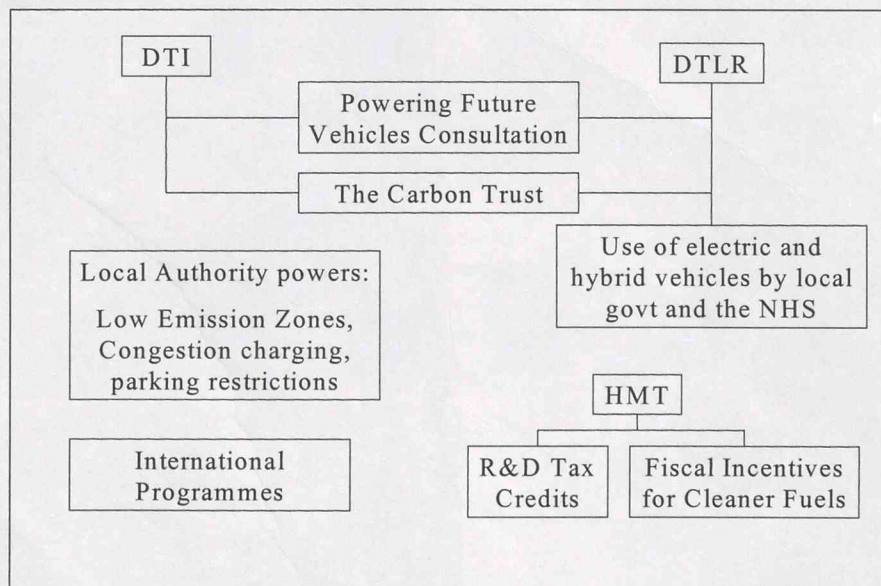 DTI
DTLR
Powering Future
Vehicles Consultation
The Carbon Trust
Use of electric and
hybrid vehicles by local
govt and the NHS
Local Authority powers:
Low Emission Zones,
Congestion charging,
parking restrictions
HMT
International
Programmes
R&D Tax
Credits
Fiscal Incentives
for Cleaner Fuels